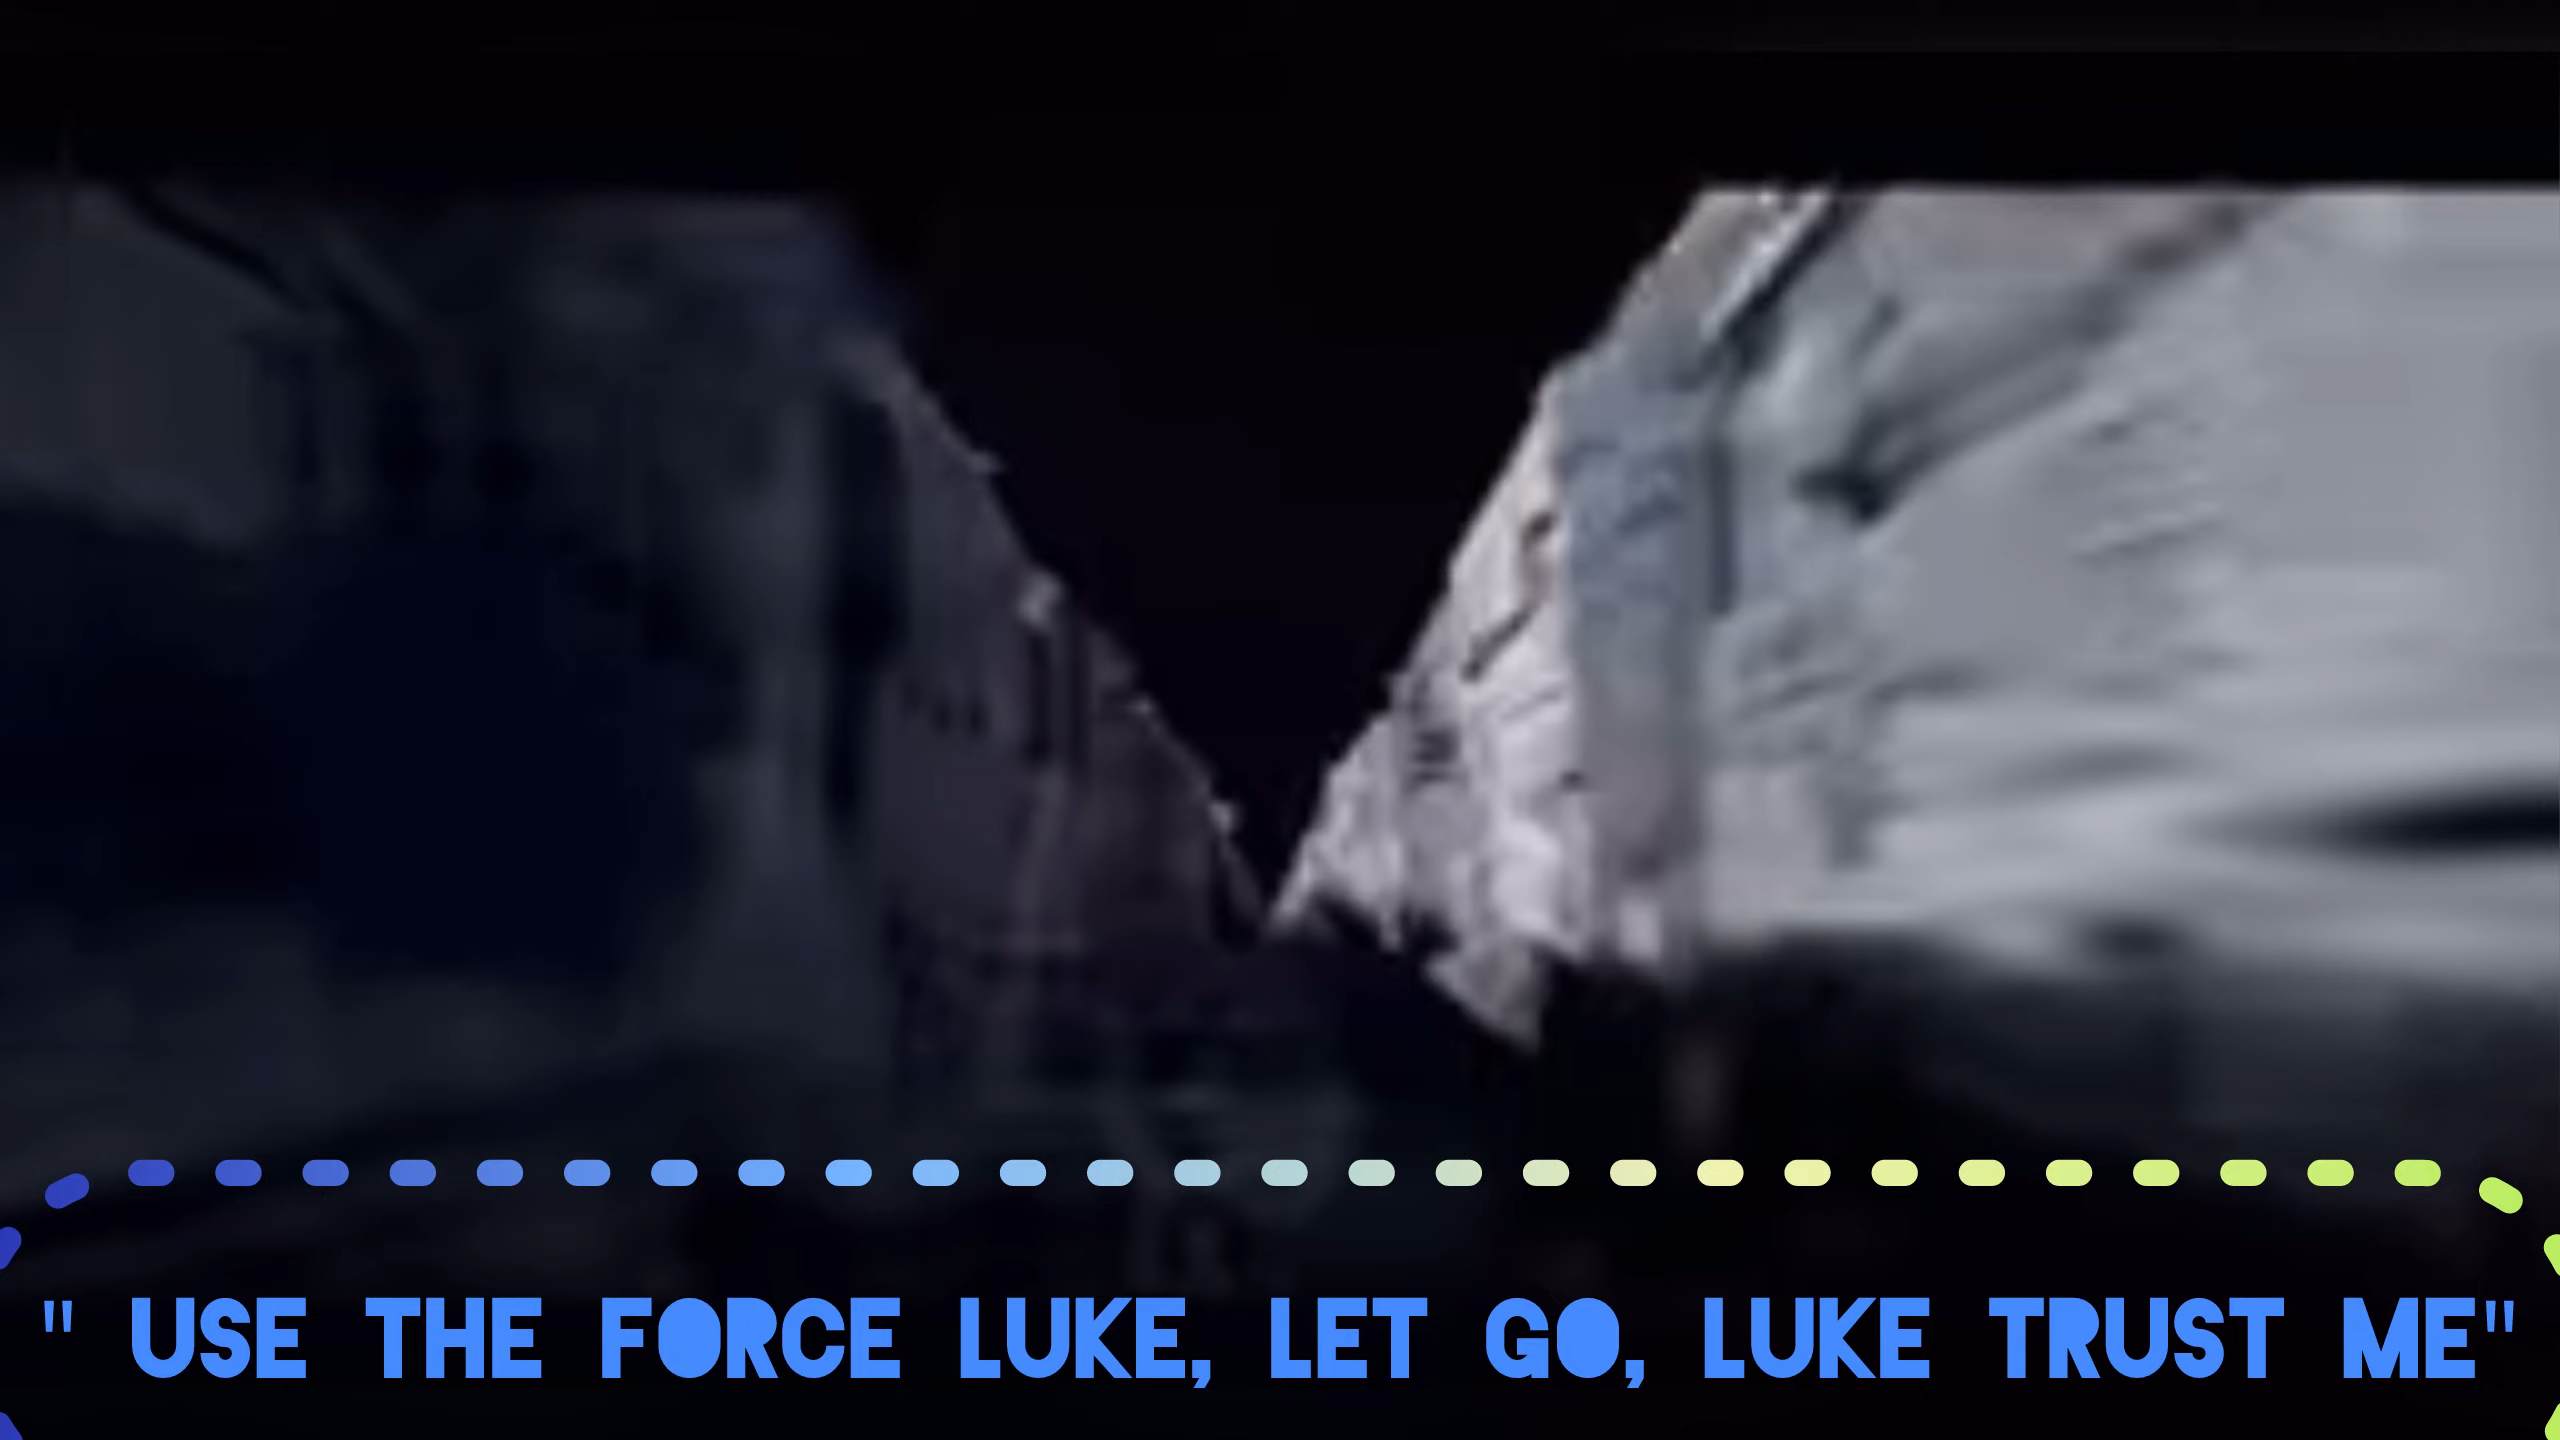 " USE THE FORCE LUKE, LET GO, LUKE TRUST ME"